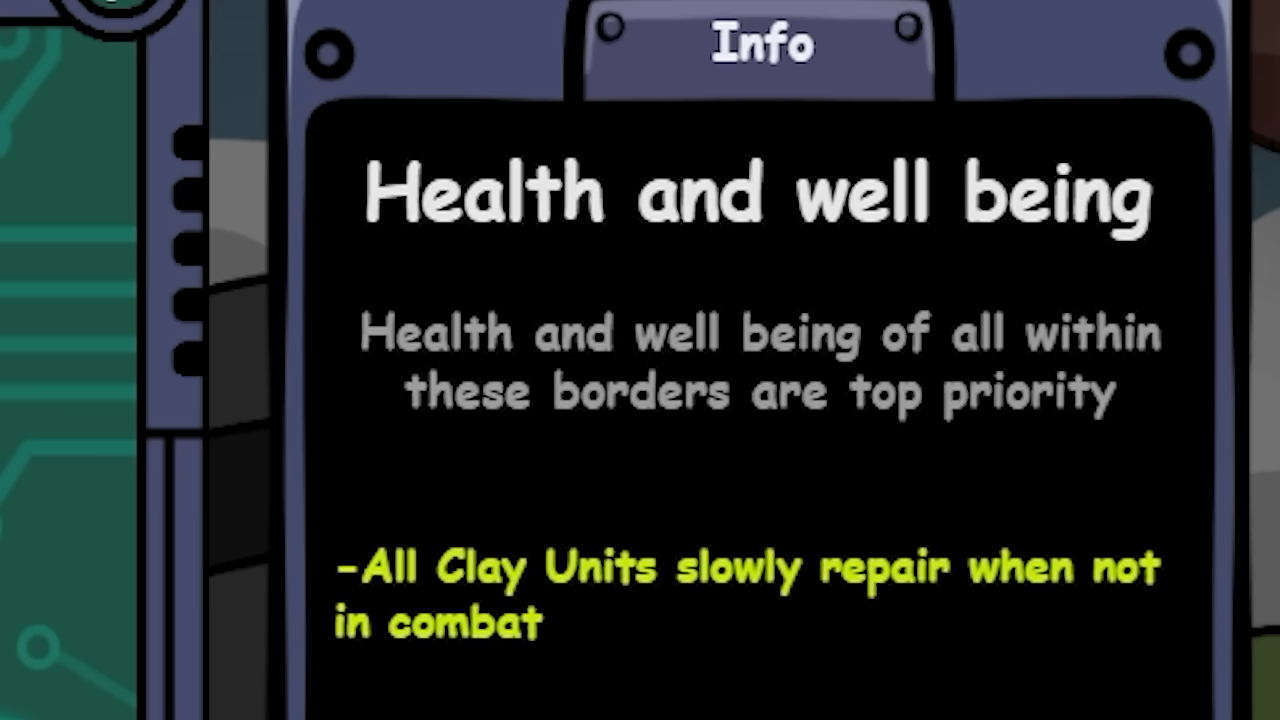 Info
Health and well being
Health and well being of all within
these borders are top priority
-All Clay Units slowly repair when not
in combat